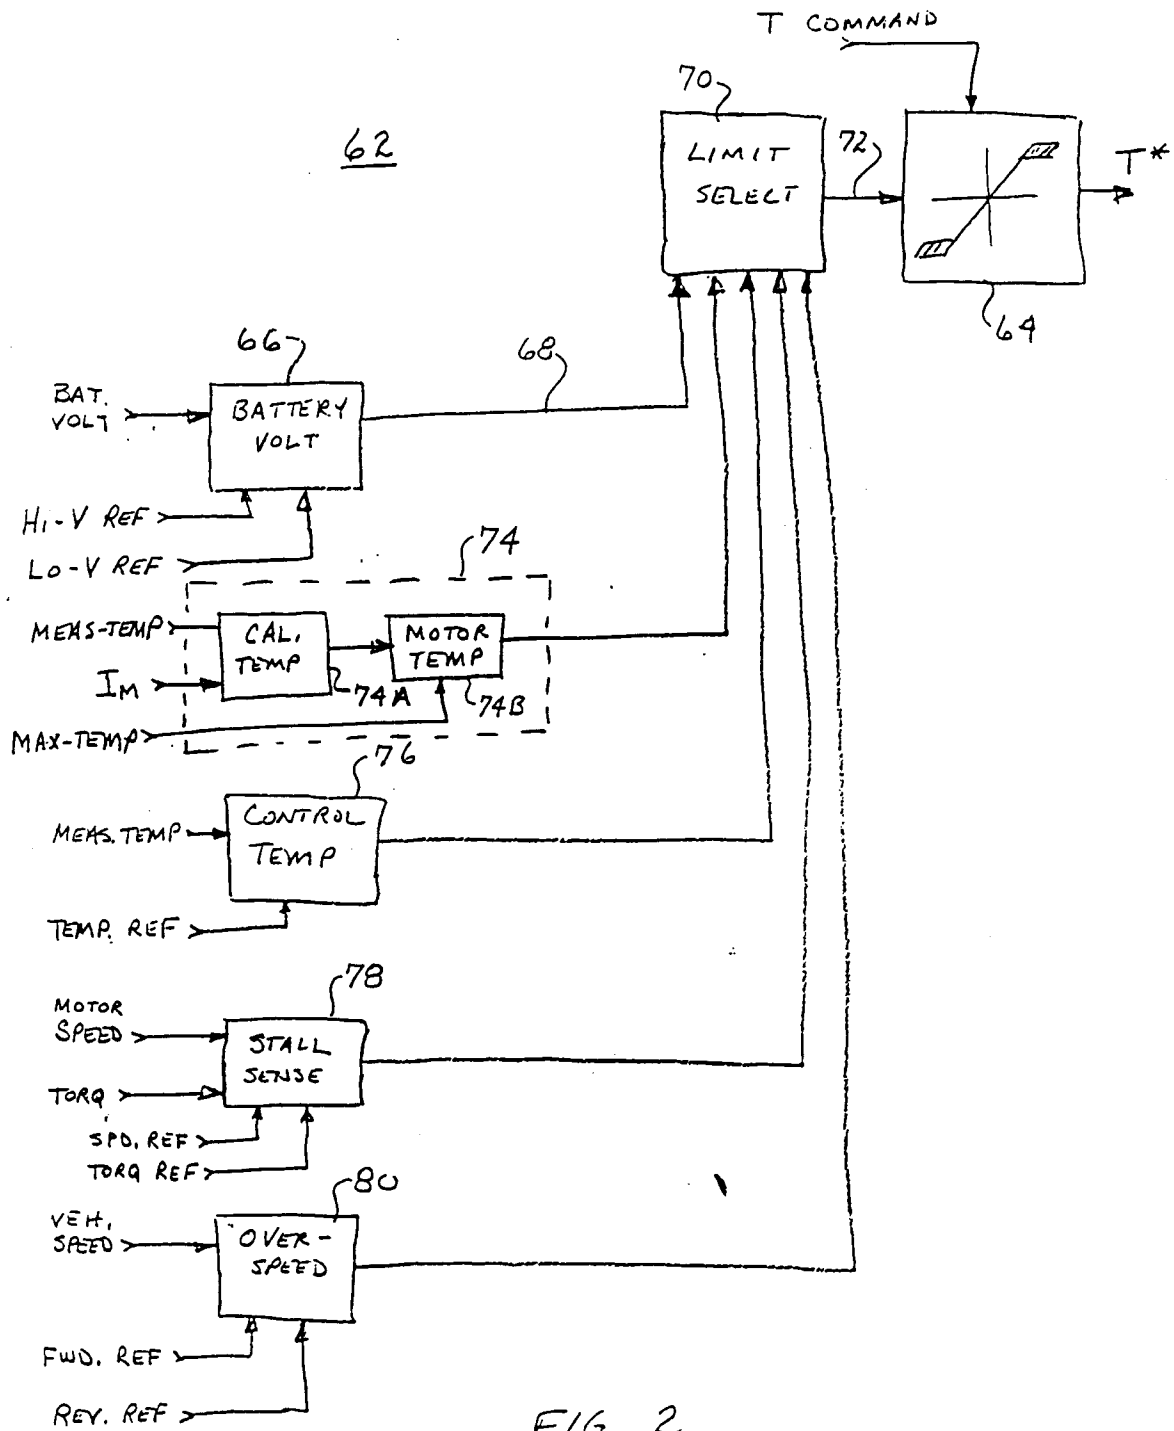 T COMMAND
70
62
LIMIT
SELECT
72
T*
64
66
68
BAT.
VOLT
BATTERY
VOLT
Hi-V REF
LO-V REF
74
MEAS-TEMP
CAL.
TEMP
MOTOR
TEMP
IM
74A
74B
MAX-TEMP
76
MEAS. TEMP
CONTROL
TEMP
TEMP. REF
78
MOTOR
SPEED
STALL
SENSE
TORQ
SPD. REF
TORQ REF
80
VEH.
SPEED
OVER-
SPEED
FWD. REF
REV. REF
FIG. 2